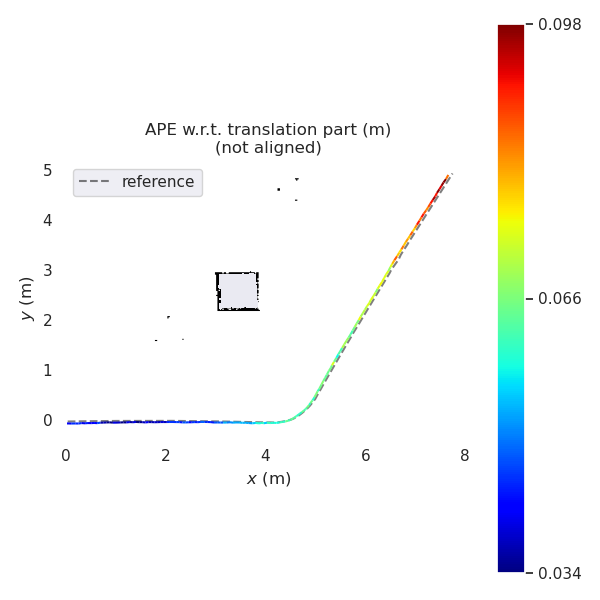 APE w.r.t. translation part (m)
(not aligned)
reference
5
4
3
2
1
0
y (m)
0 2 4 6 8
x (m)
0.098
0.066
0.034